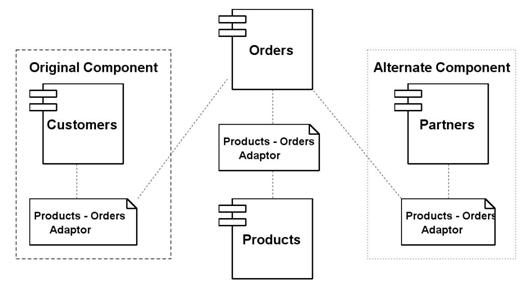 Orders
Original Component
Alternate Component
Customers
Partners
Products - Orders
Adaptor
Products - Orders
Adaptor
Products - Orders
Adaptor
Products